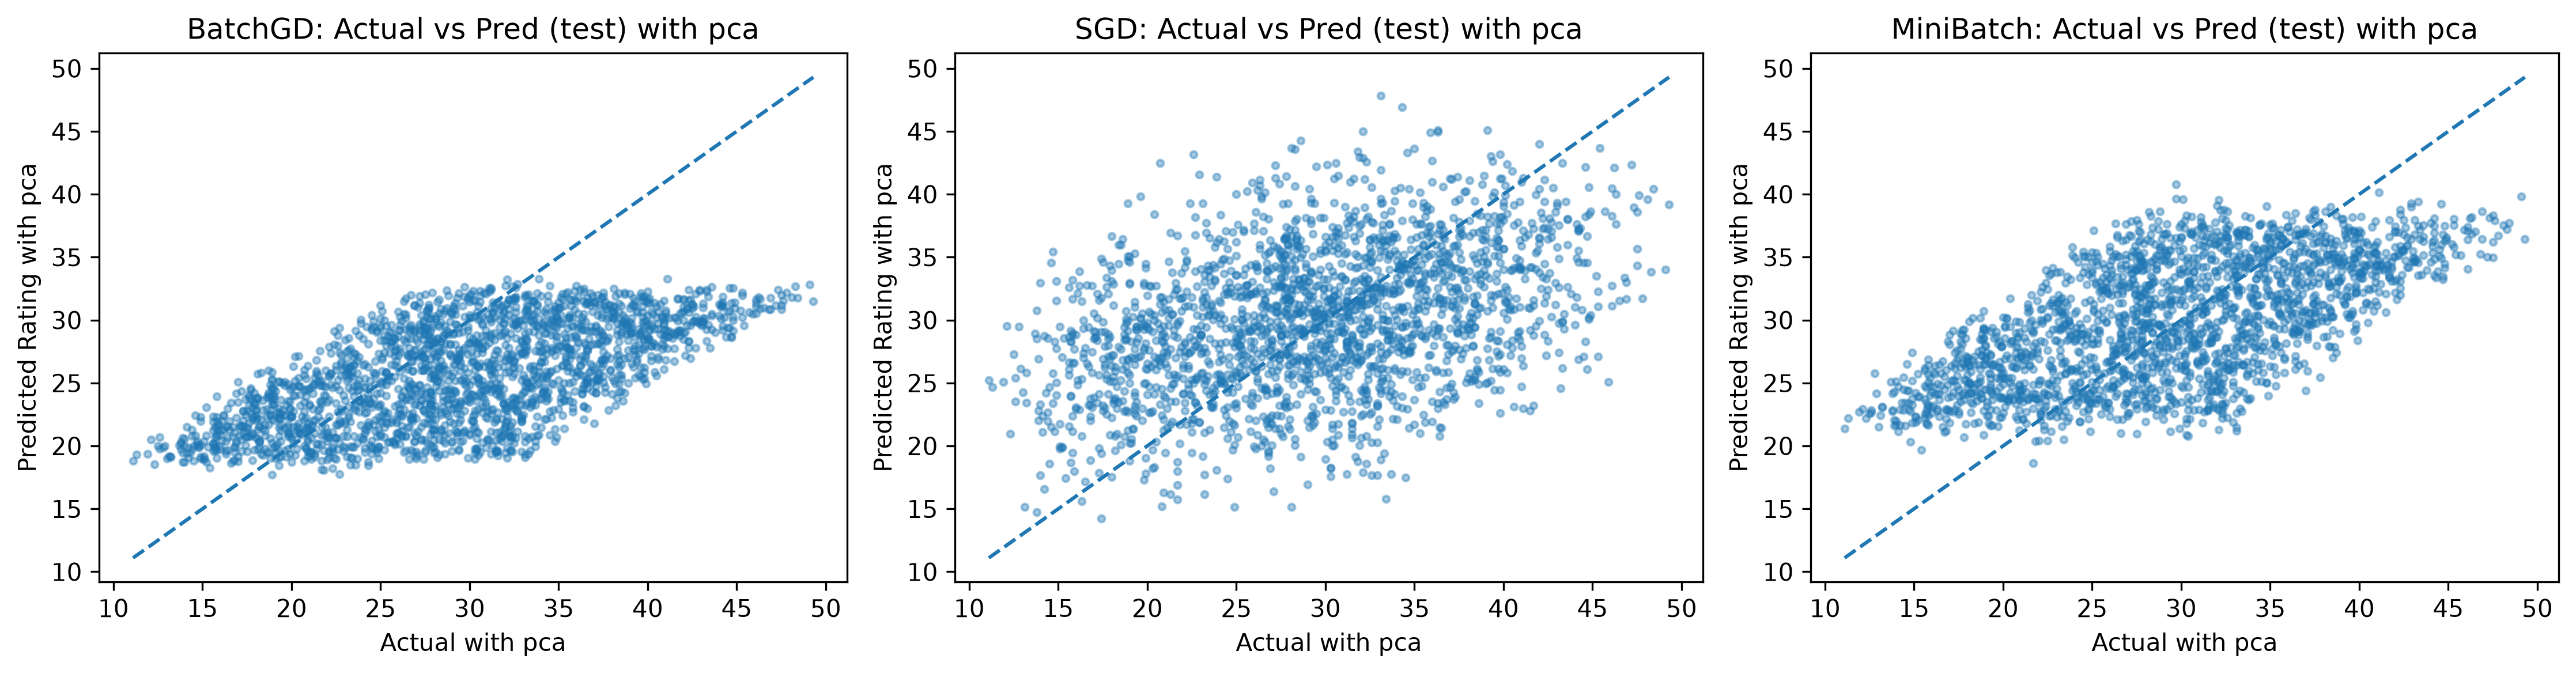 BatchGD: Actual vs Pred (test) with pca
Predicted Rating with pca
50
45
40
35
30
25
20
15
10
10 15 20 25 30 35 40 45 50
Actual with pca
SGD: Actual vs Pred (test) with pca
Predicted Rating with pca
50
45
40
35
30
25
20
15
10
10 15 20 25 30 35 40 45 50
Actual with pca
MiniBatch: Actual vs Pred (test) with pca
Predicted Rating with pca
50
45
40
35
30
25
20
15
10
10 15 20 25 30 35 40 45 50
Actual with pca